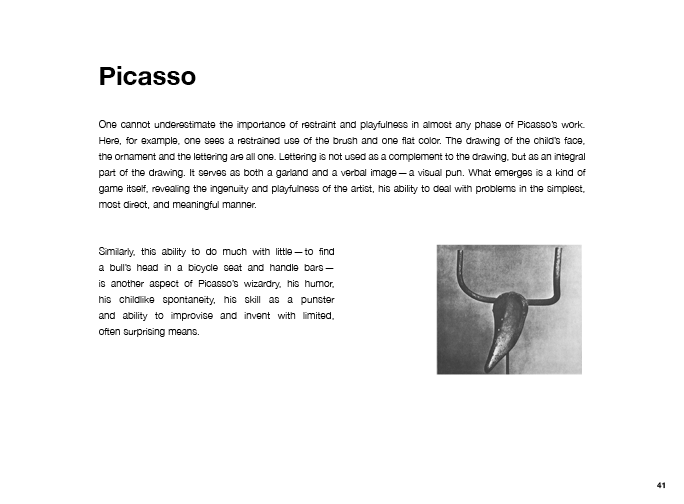 Picasso
One cannot underestimate the importance of restraint and playfulness in almost any phase of Picasso's work.
Here, for example, one sees a restrained use of the brush and one flat color. The drawing of the child's face,
the ornament and the lettering are all one. Lettering is not used as a complement to the drawing, but as an integral
part of the drawing. It serves as both a garland and a verbal image — a visual pun. What emerges is a kind of
game itself, revealing the ingenuity and playfulness of the artist, his ability to deal with problems in the simplest,
most direct, and meaningful manner.
Similarly, this ability to do much with little — to find
a bull's head in a bicycle seat and handle bars —
is another aspect of Picasso's wizardry, his humor,
his childlike spontaneity, his skill as a punster
and ability to improvise and invent with limited,
often surprising means.
41